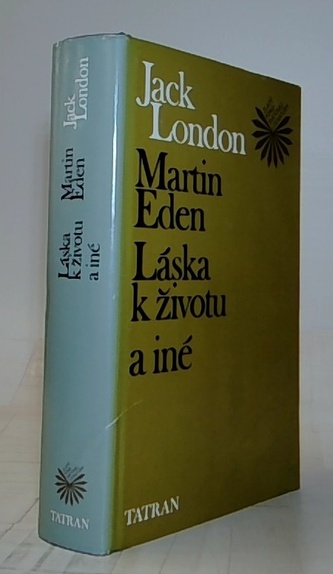 Jack London
Martin Eden
Láska
k životu
a iné
TATRAN
Jack
London
Martin
Eden
Láska
k životu
a iné
TATRAN